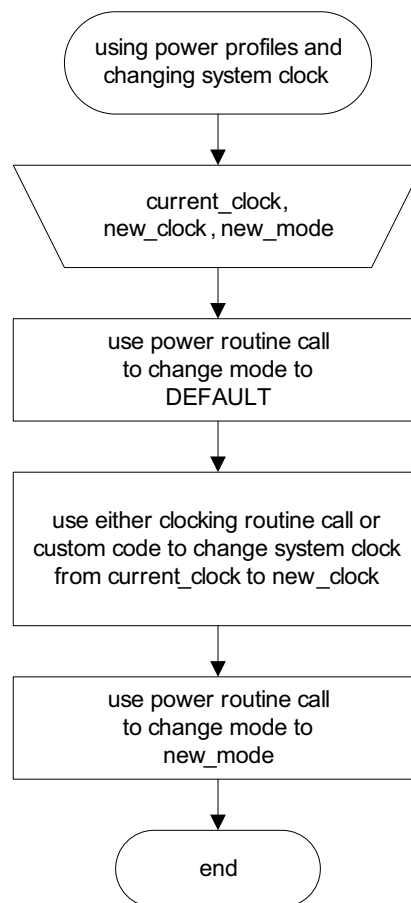 using power profiles and
changing system clock
current_clock,
new_clock, new_mode
use power routine call
to change mode to
DEFAULT
use either clocking routine call or
custom code to change system clock
from current_clock to new_clock
use power routine call
to change mode to
new_mode
end